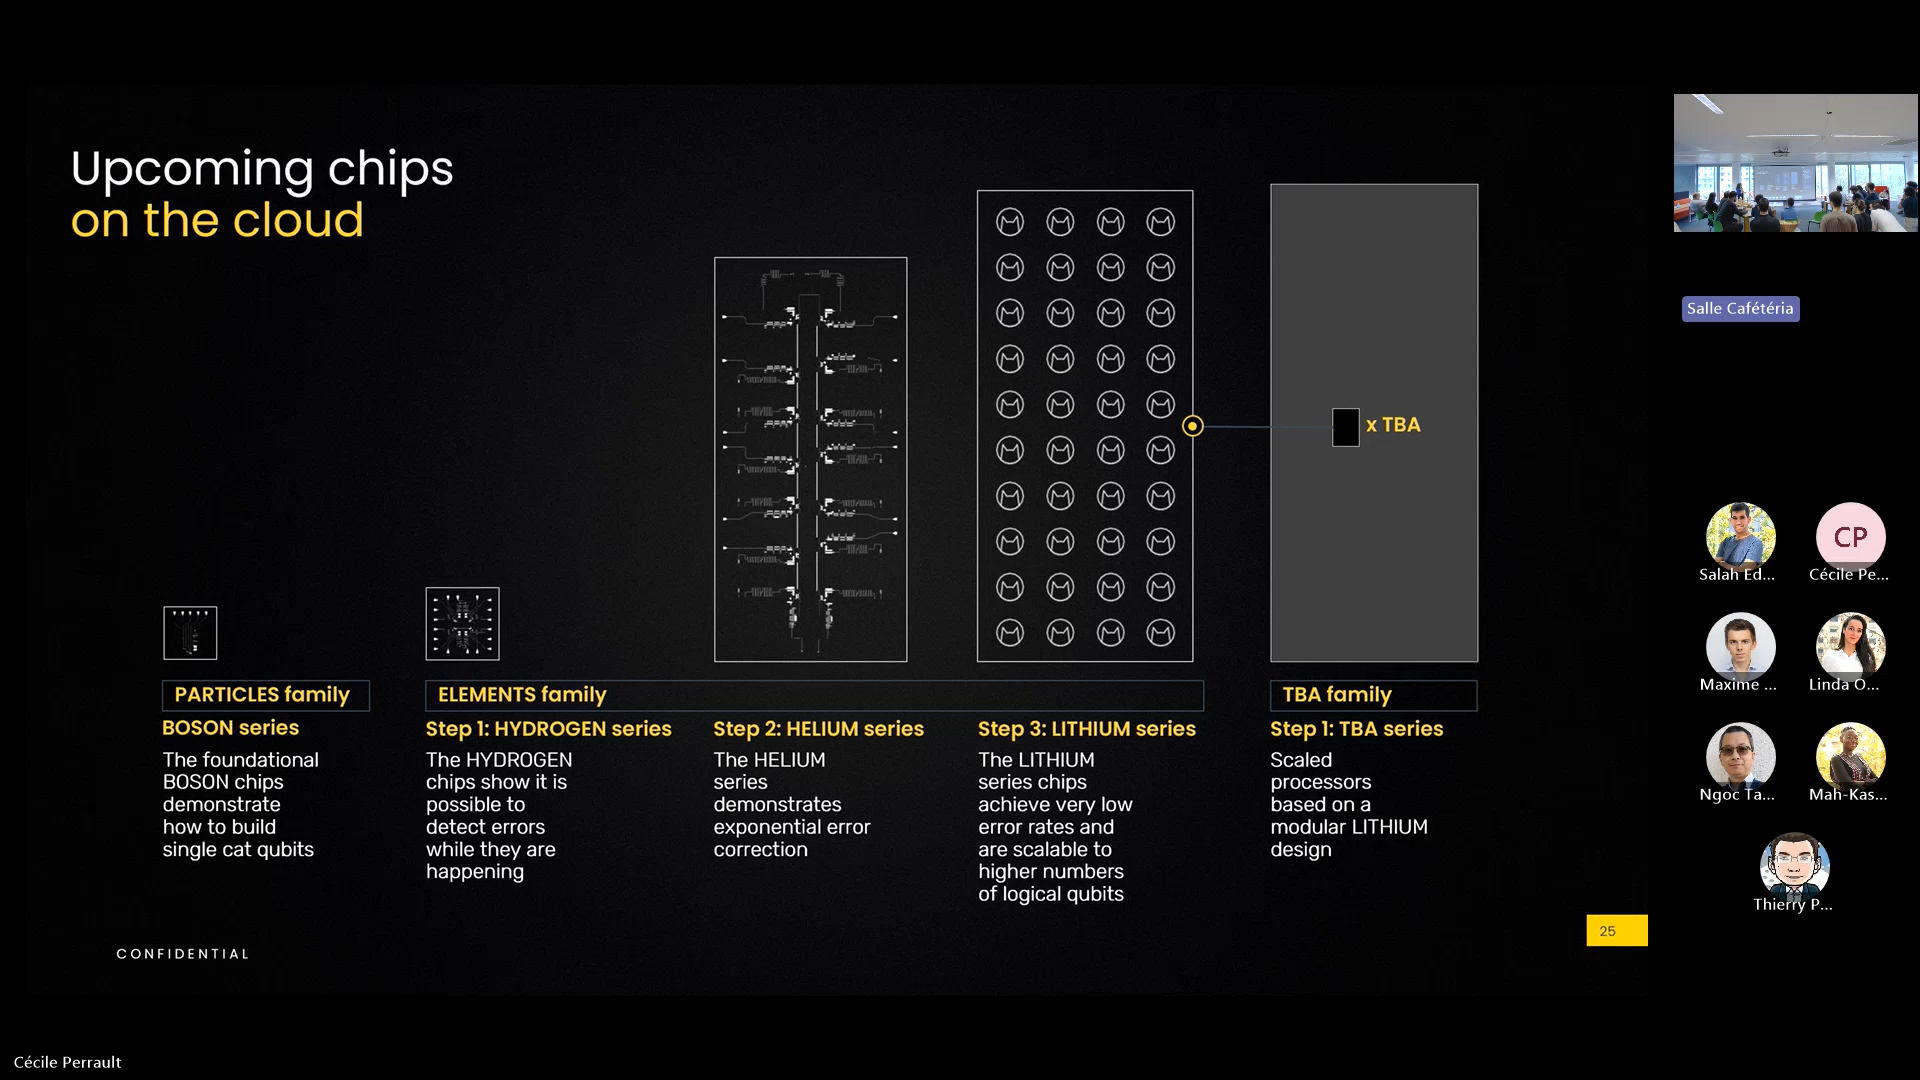 Upcoming chips
on the cloud
x TBA
PARTICLES family
BOSON series
The foundational
BOSON chips
demonstrate
how to build
single cat qubits
ELEMENTS family
Step 1: HYDROGEN series
The HYDROGEN
chips show it is
possible to
detect errors
while they are
happening
Step 2: HELIUM series
The HELIUM
series
demonstrates
exponential error
correction
Step 3: LITHIUM series
The LITHIUM
series chips
achieve very low
error rates and
are scalable to
higher numbers
of logical qubits
TBA family
Step 1: TBA series
Scaled
processors
based on a
modular LITHIUM
design
CONFIDENTIAL
25
Salle Cafétéria
CP
Salah Ed...
Cécile Pe...
Maxime ...
Linda O...
Ngoc Ta...
Mah-Kas...
Thierry P...
Cécile Perrault